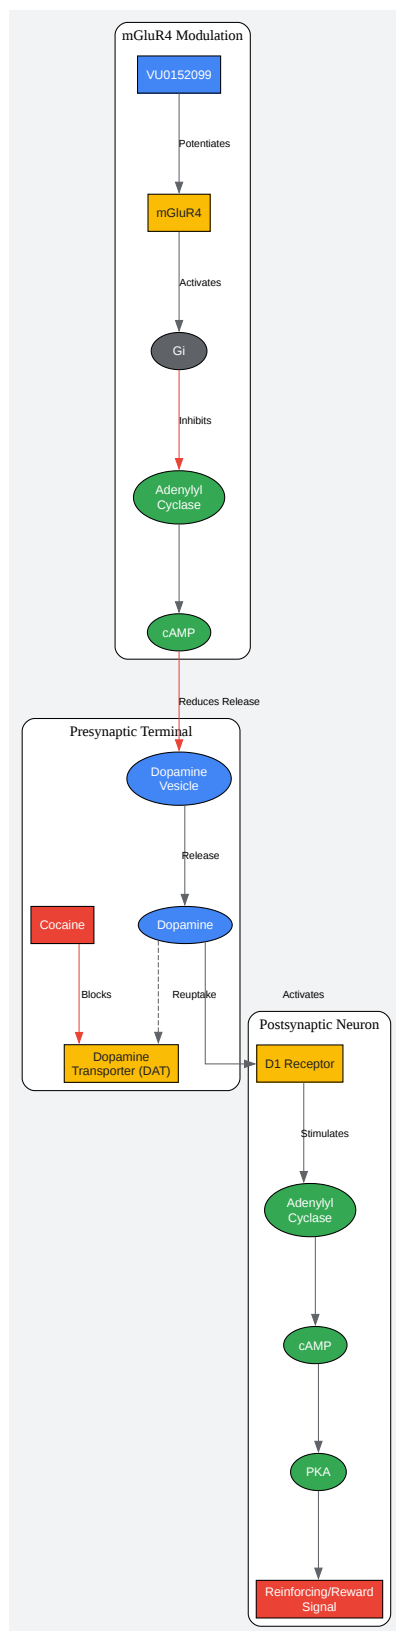 mGluR4 Modulation
VU0152099
Potentiates
mGluR4
Activates
Gi
Inhibits
Adenylyl
Cyclase
cAMP
Reduces Release
Presynaptic Terminal
Dopamine
Vesicle
Release
Cocaine
Dopamine
Blocks
Reuptake
Activates
Dopamine
Transporter (DAT)
Postsynaptic Neuron
D1 Receptor
Stimulates
Adenylyl
Cyclase
cAMP
PKA
Reinforcing/Reward
Signal